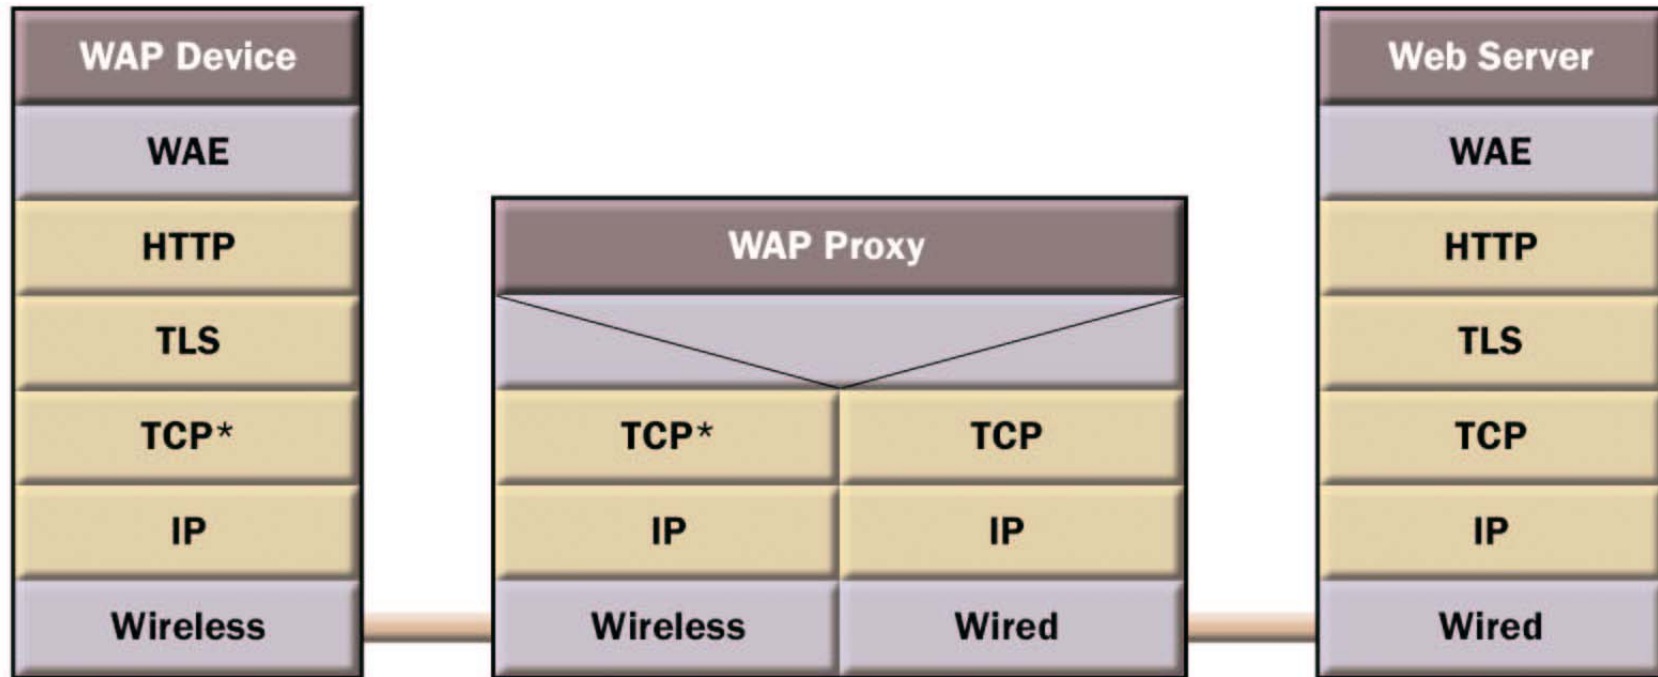 WAP Device
WAE
HTTP
TLS
TCP*
IP
Wireless
WAP Proxy
TCP* TCP
IP IP
Wireless Wired
Web Server
WAE
HTTP
TLS
TCP
IP
Wired